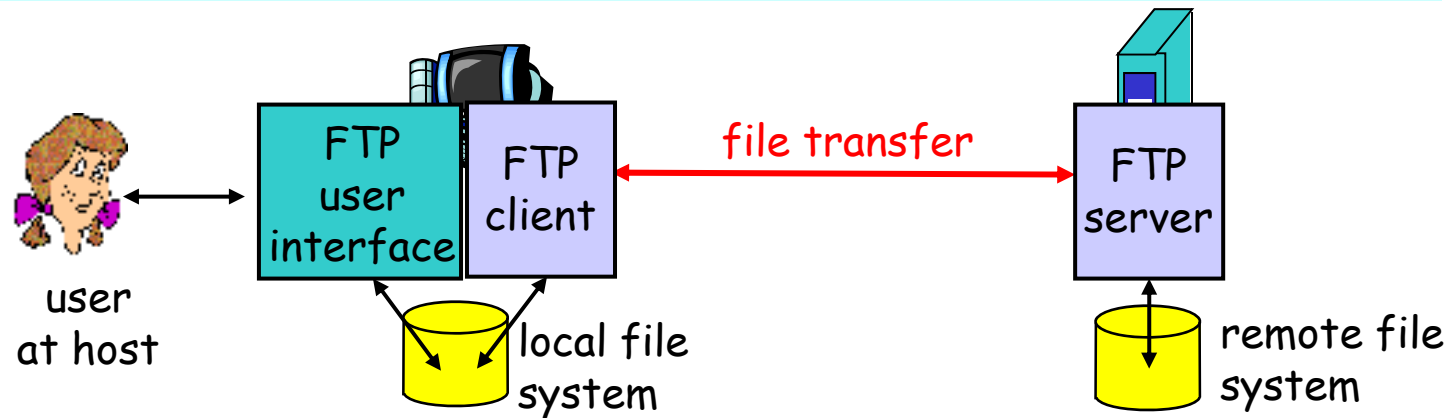 FTP
user
interface
FTP
client
file transfer
FTP
server
user
at host
local file
system
remote file
system